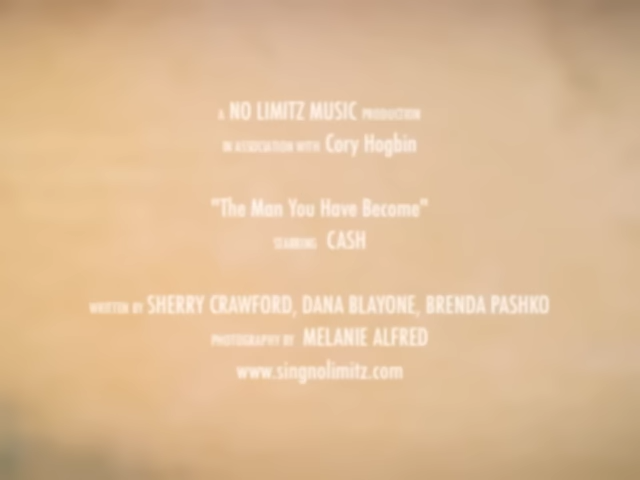 A NO LIMITZ MUSIC PRODUCTION
IN ASSOCIATION WITH Cory Hogbin
"The Man You Have Become"
STARRING CASH
WRITTEN BY SHERRY CRAWFORD, DANA BLAYONE, BRENDA PASHKO
PHOTOGRAPHY BY MELANIE ALFRED
www.singnolimitz.com